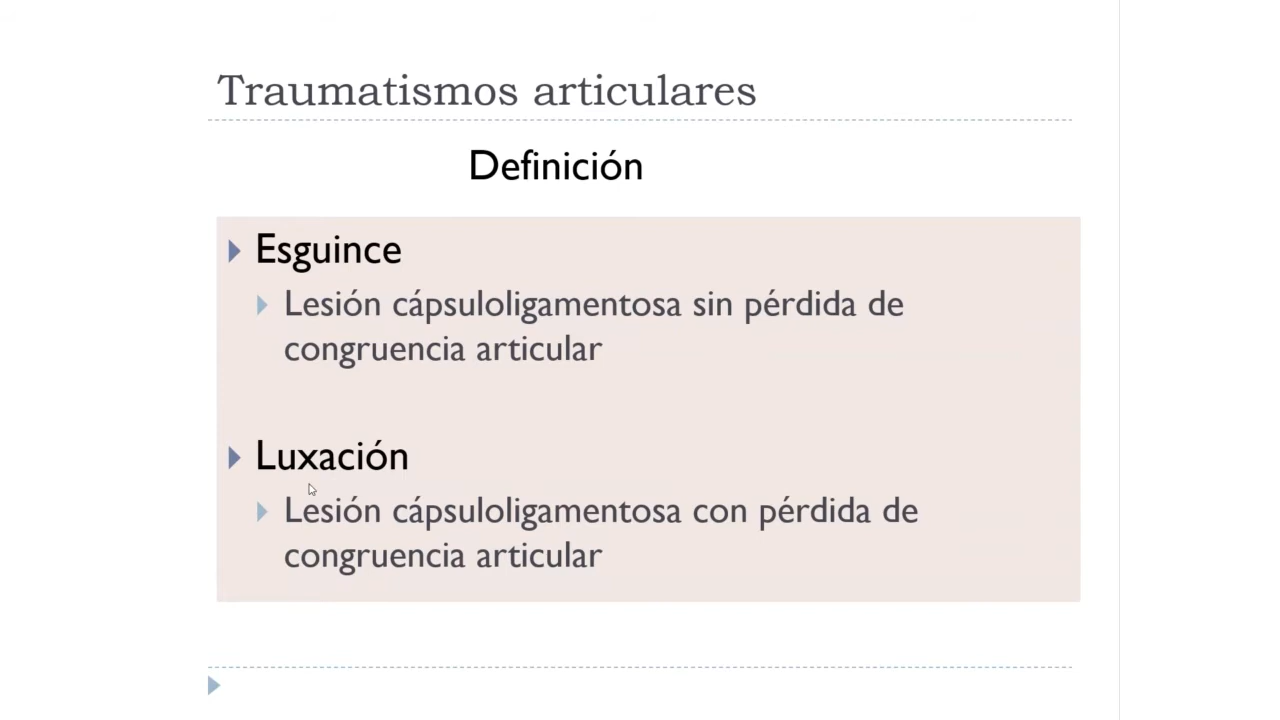 Traumatismos articulares
Definición
Esguince
Lesión cápsuloligamentosa sin pérdida de
congruencia articular
Luxación
Lesión cápsuloligamentosa con pérdida de
congruencia articular